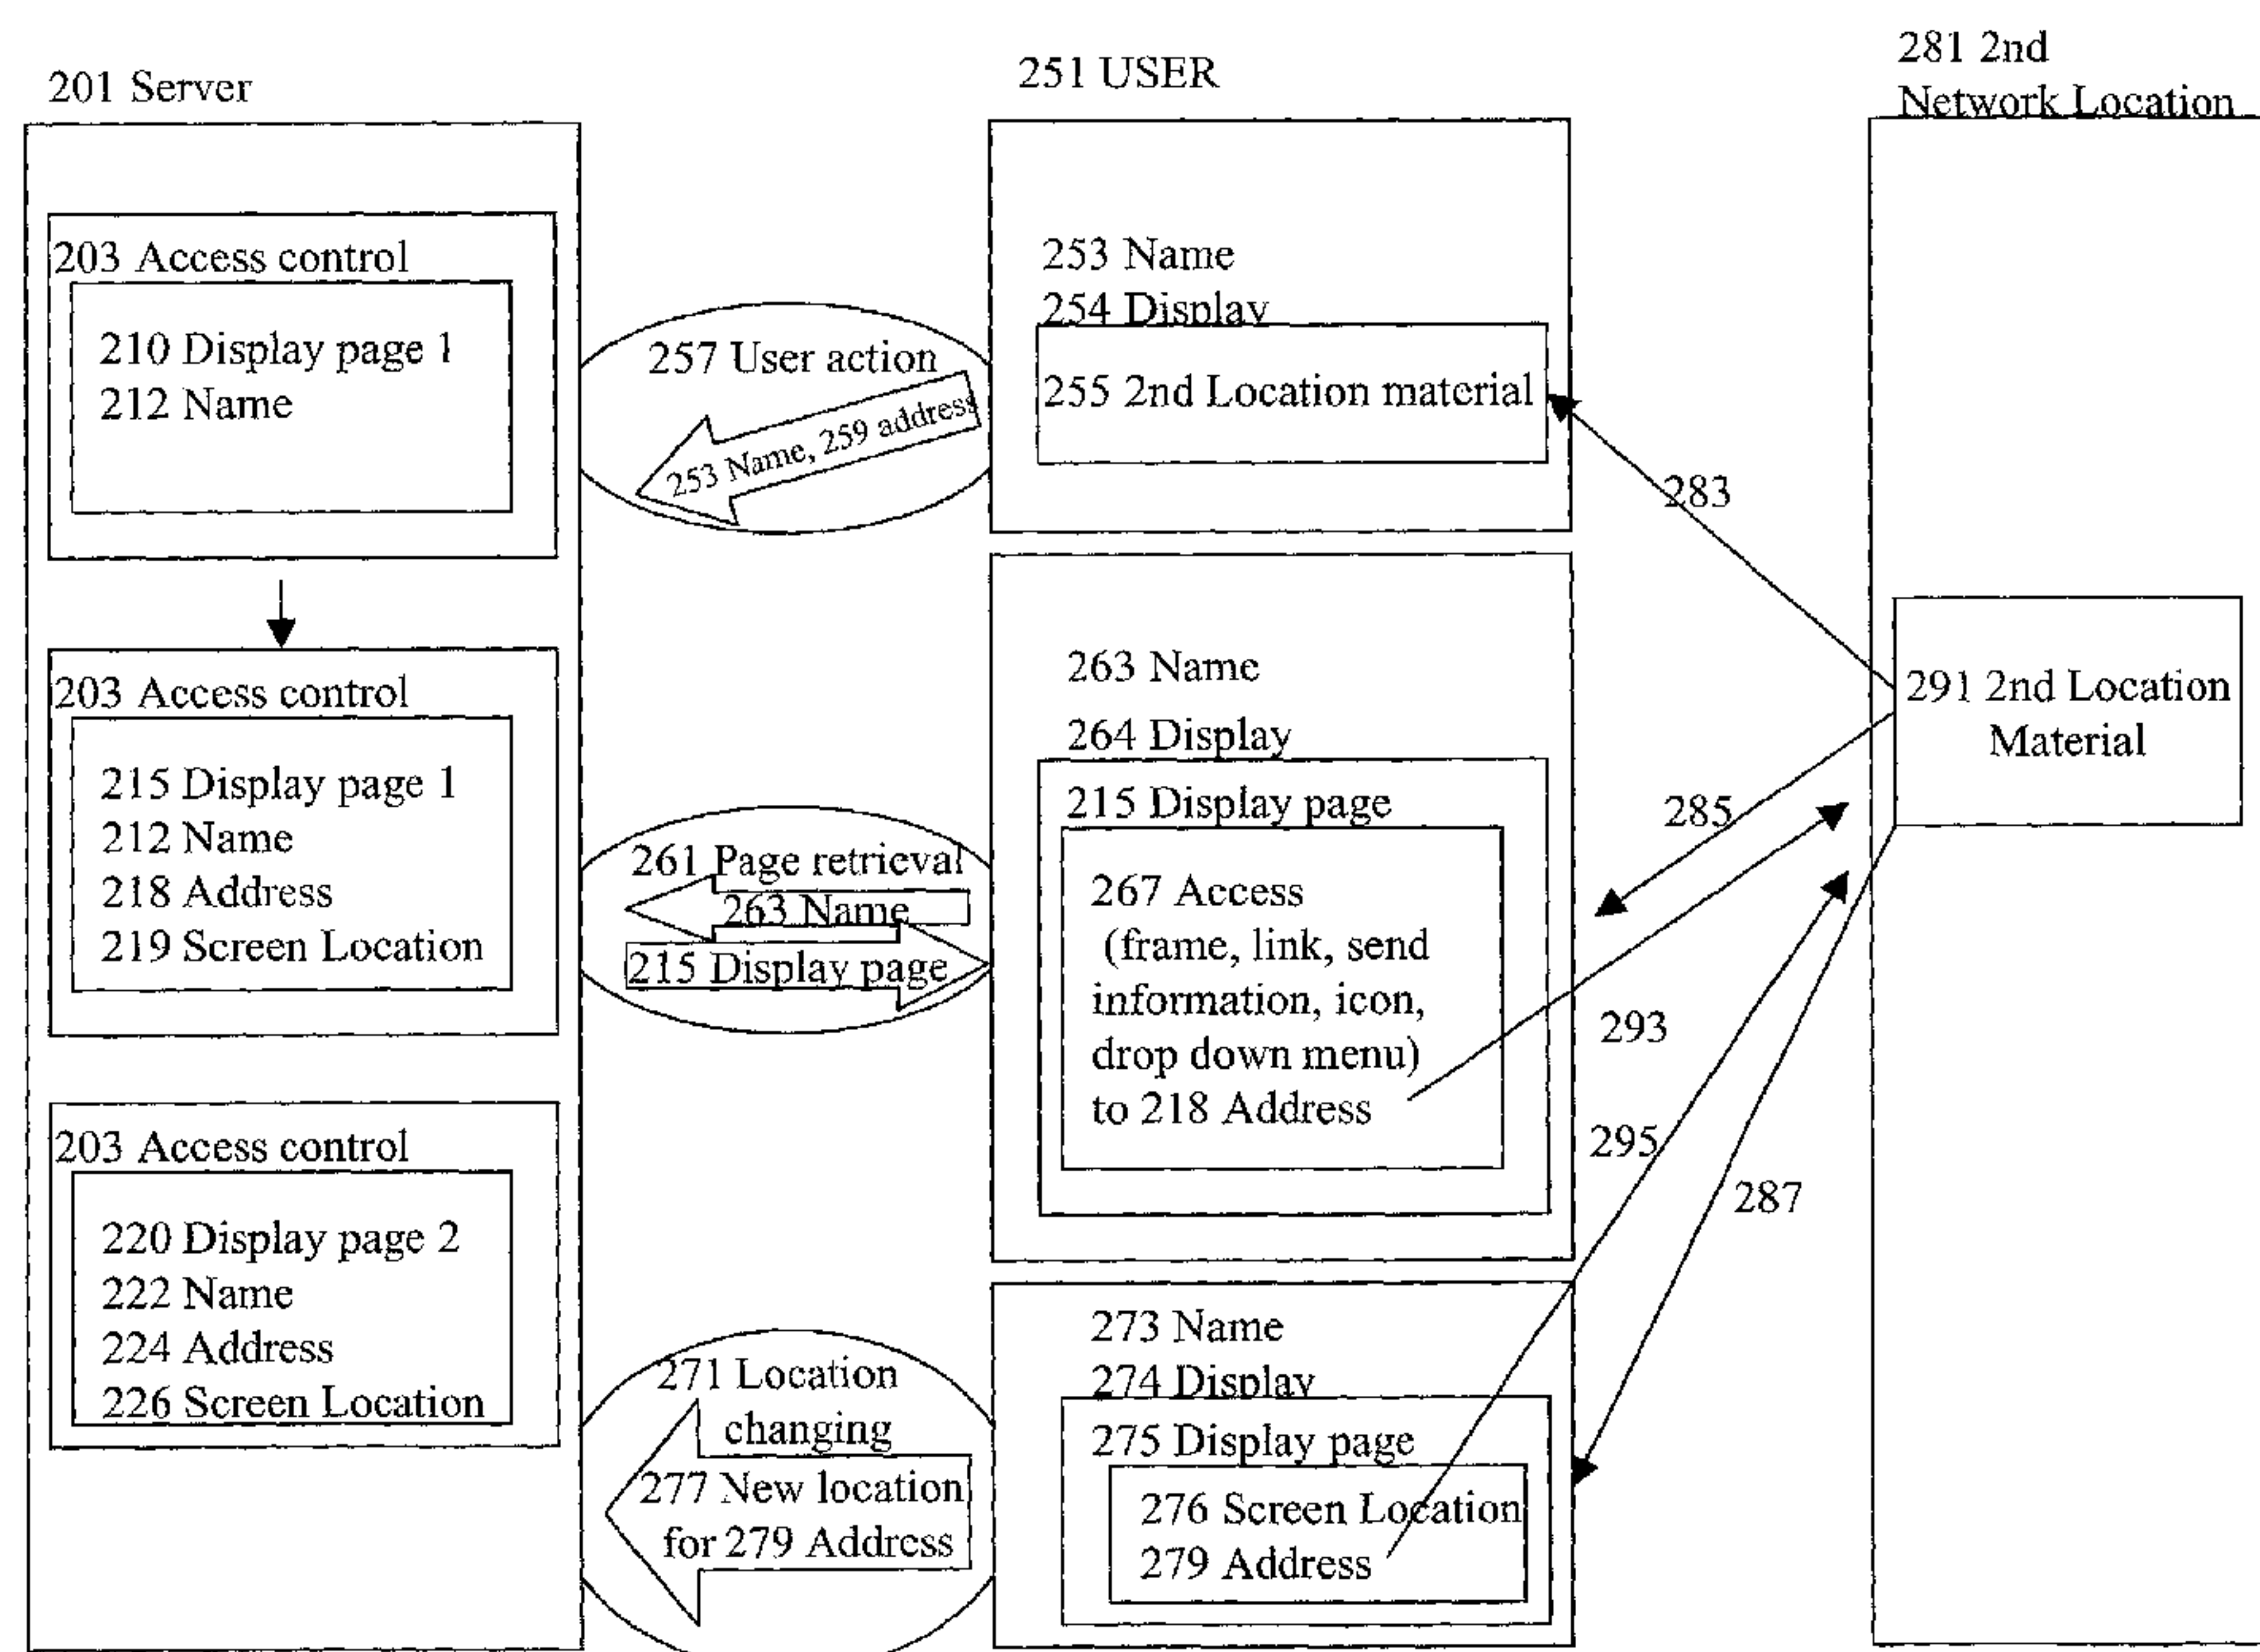 201 Server
203 Access control
210 Display page 1
212 Name
203 Access control
215 Display page 1
212 Name
218 Address
219 Screen Location
203 Access control
220 Display page 2
222 Name
224 Address
226 Screen Location
257 User action
253 Name, 259 address
261 Page retrieval
263 Name
215 Display page
271 Location
changing
277 New location
for 279 Address
251 USER
253 Name
254 Display
255 2nd Location material
263 Name
264 Display
215 Display page
267 Access
(frame, link, send
information, icon,
drop down menu)
to 218 Address
273 Name
274 Display
275 Display page
276 Screen Location
279 Address
283
285
293
295
287
281 2nd
Network Location
291 2nd Location
Material